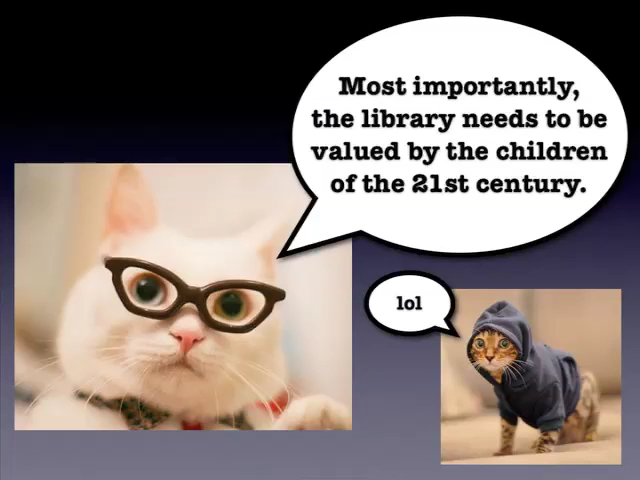 Most importantly,
the library needs to be
valued by the children
of the 21st century.
lol